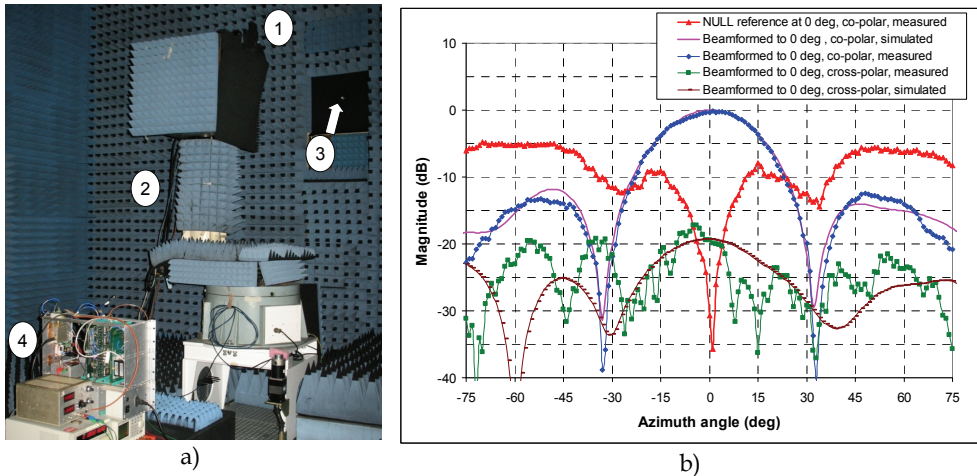 1
2
3
4
a)
NULL reference at 0 deg, co-polar, measured
Beamformed to 0 deg , co-polar, simulated
Beamformed to 0 deg, co-polar, measured
Beamformed to 0 deg, cross-polar, measured
Beamformed to 0 deg, cross-polar, simulated
Magnitude (dB)
10
0
-10
-20
-30
-40
-75 -60 -45 -30 -15 0 15 30 45 60 75
Azimuth angle (deg)
b)